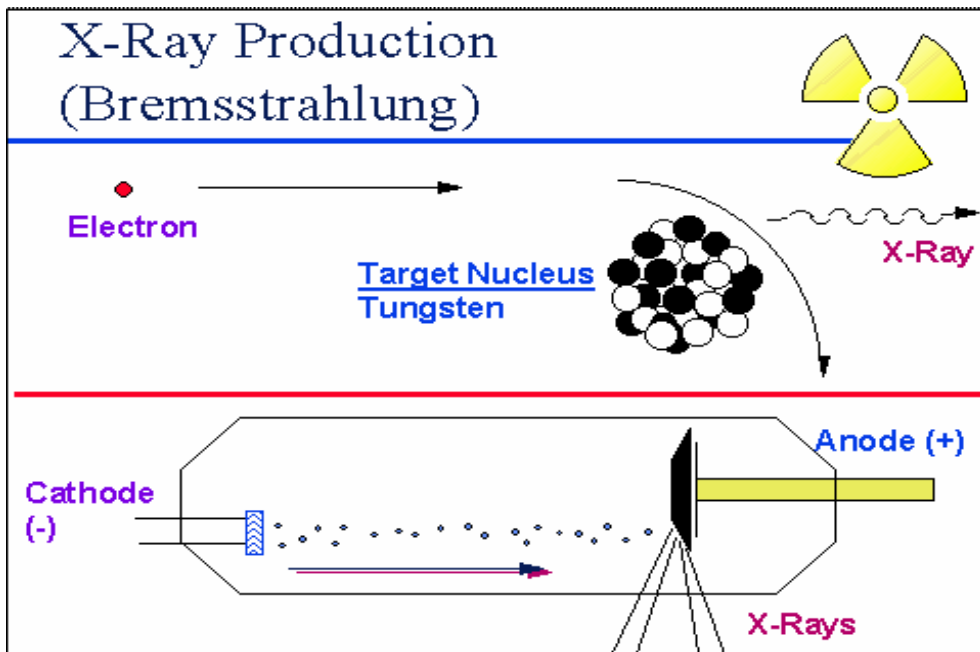 X-Ray Production
(Bremsstrahlung)
Electron
X-Ray
Target Nucleus
Tungsten
Anode (+)
Cathode
(-)
X-Rays